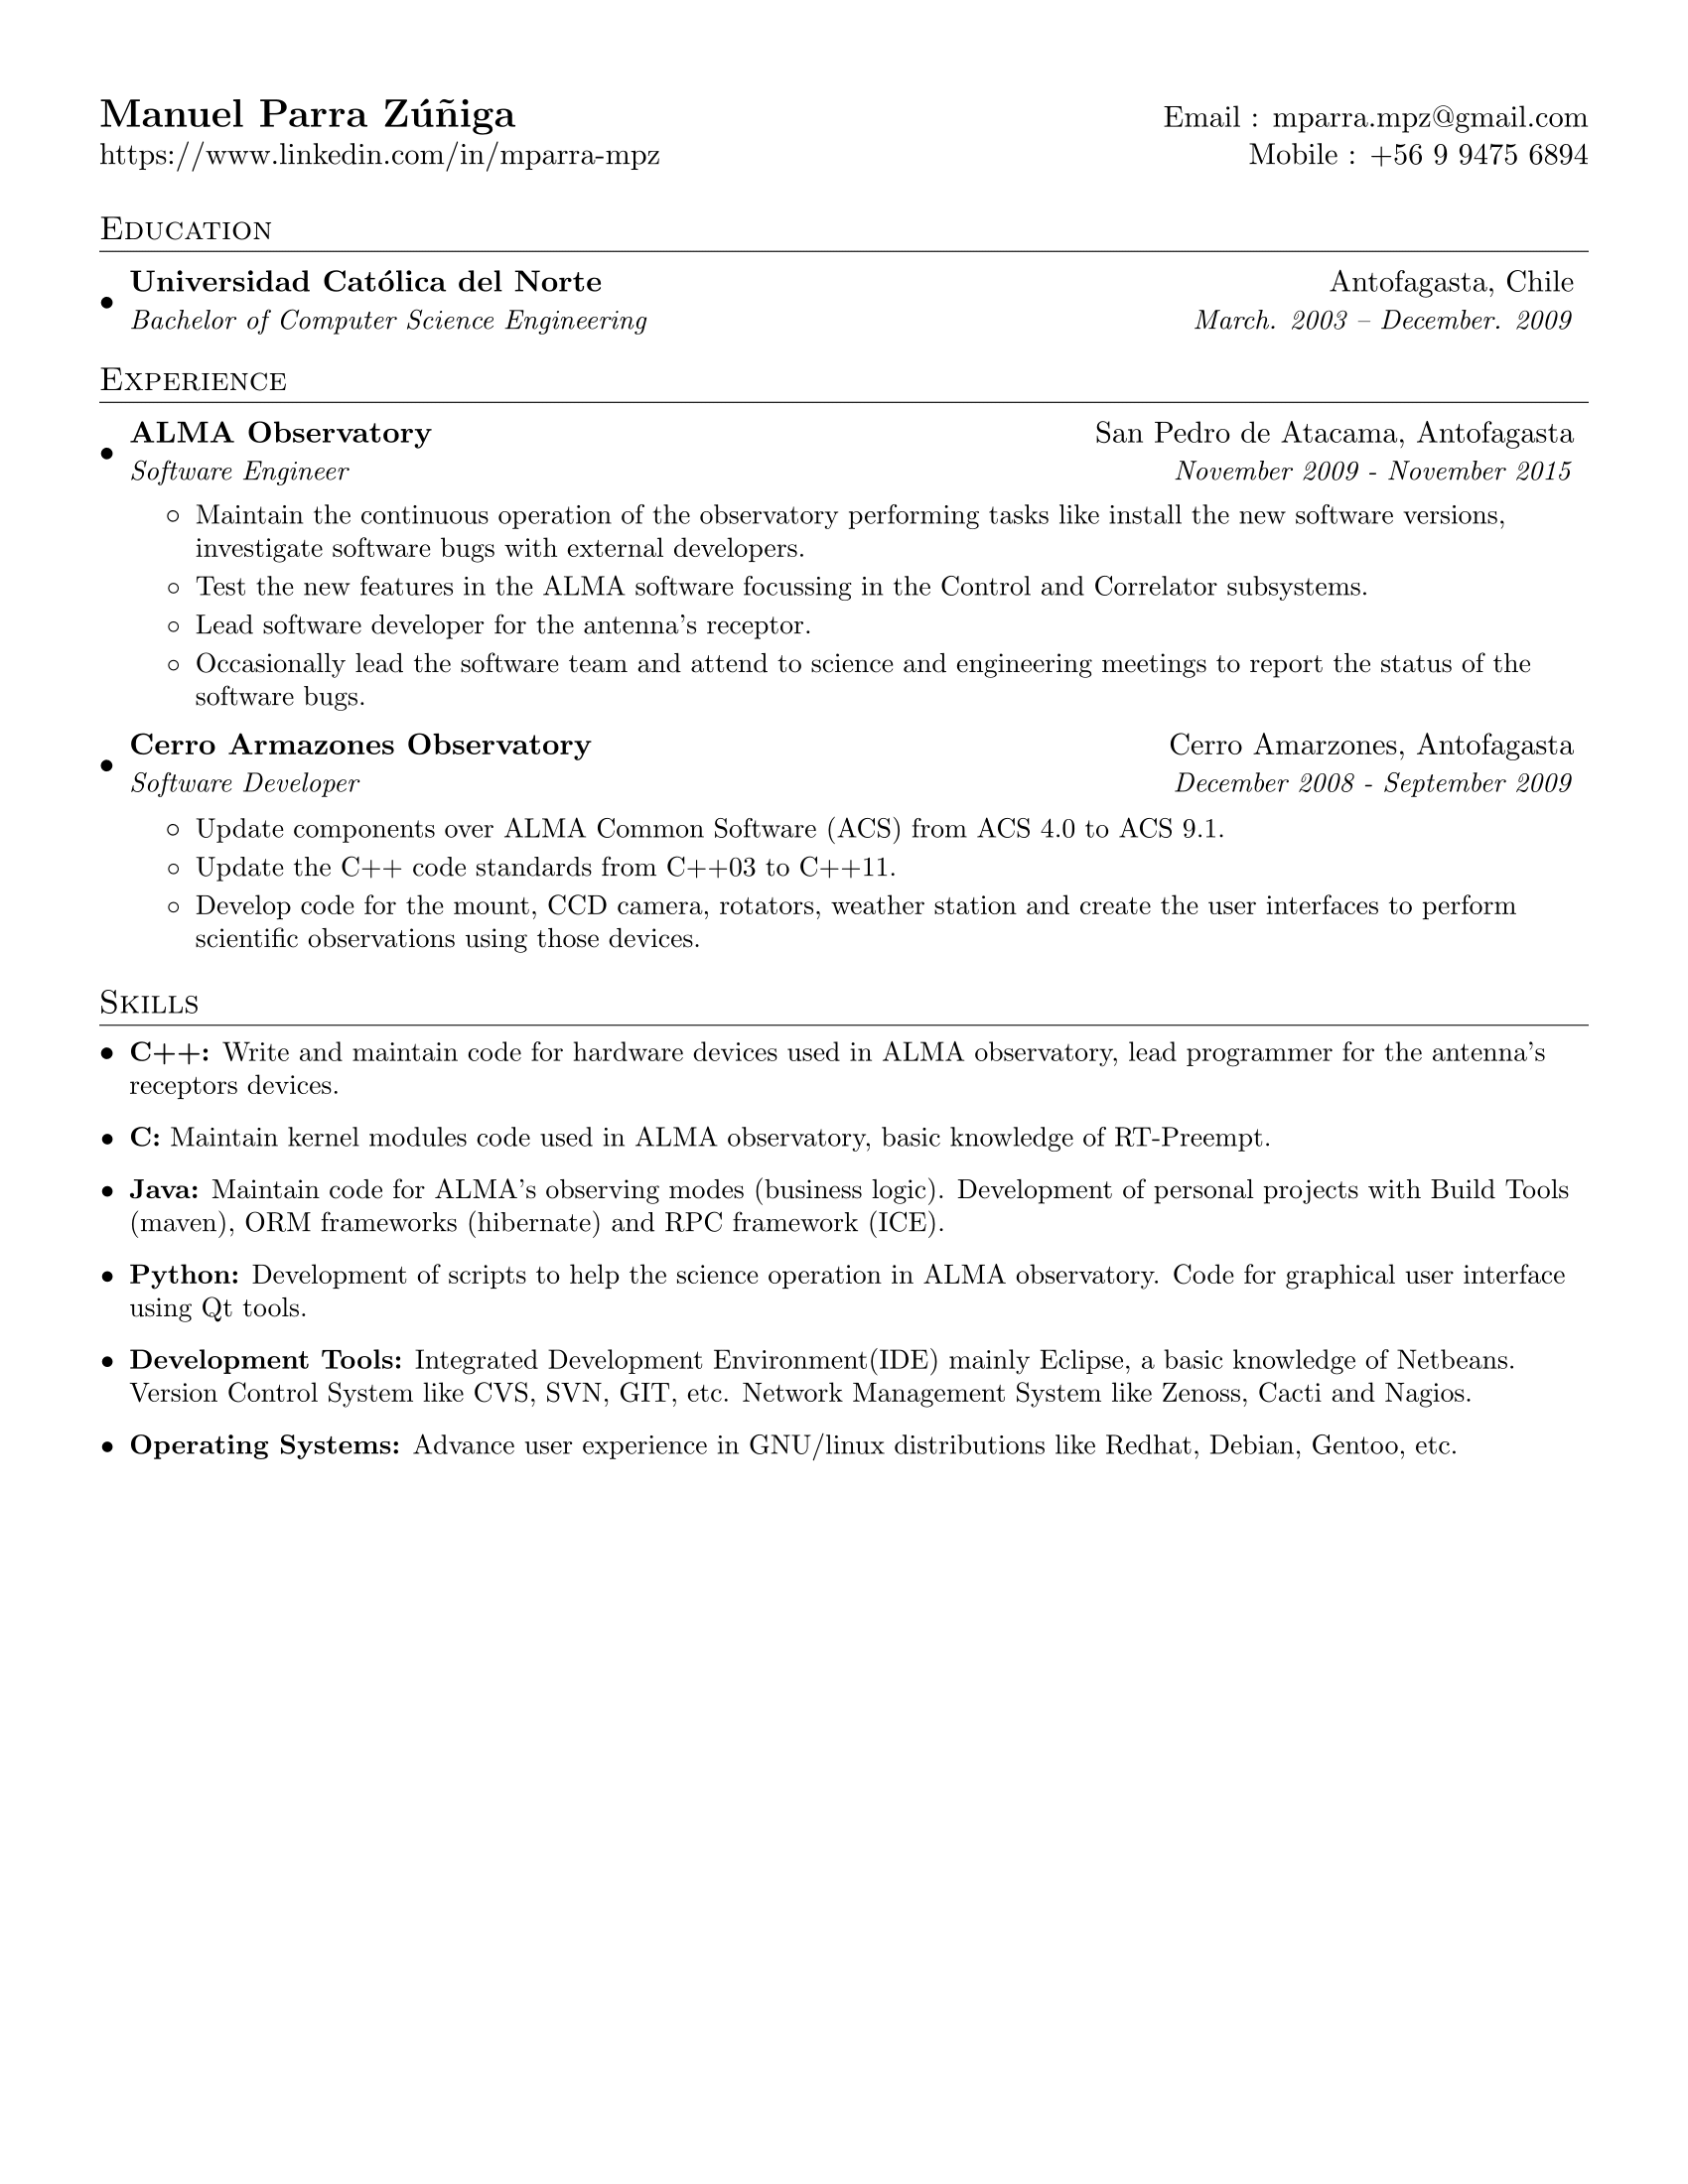 Manuel Parra Zúñiga Email : mparra.mpz@gmail.com
https://www.linkedin.com/in/mparra-mpz Mobile : +56 9 9475 6894
Education
• Universidad Católica del Norte Antofagasta, Chile
Bachelor of Computer Science Engineering March. 2003 – December. 2009
Experience
• ALMA Observatory San Pedro de Atacama, Antofagasta
Software Engineer November 2009 - November 2015
◦ Maintain the continuous operation of the observatory performing tasks like install the new software versions,
investigate software bugs with external developers.
◦ Test the new features in the ALMA software focussing in the Control and Correlator subsystems.
◦ Lead software developer for the antenna's receptor.
◦ Occasionally lead the software team and attend to science and engineering meetings to report the status of the
software bugs.
• Cerro Armazones Observatory Cerro Amarzones, Antofagasta
Software Developer December 2008 - September 2009
◦ Update components over ALMA Common Software (ACS) from ACS 4.0 to ACS 9.1.
◦ Update the C++ code standards from C++03 to C++11.
◦ Develop code for the mount, CCD camera, rotators, weather station and create the user interfaces to perform
scientific observations using those devices.
Skills
• C++: Write and maintain code for hardware devices used in ALMA observatory, lead programmer for the antenna's
receptors devices.
• C: Maintain kernel modules code used in ALMA observatory, basic knowledge of RT-Preempt.
• Java: Maintain code for ALMA's observing modes (business logic). Development of personal projects with Build Tools
(maven), ORM frameworks (hibernate) and RPC framework (ICE).
• Python: Development of scripts to help the science operation in ALMA observatory. Code for graphical user interface
using Qt tools.
• Development Tools: Integrated Development Environment(IDE) mainly Eclipse, a basic knowledge of Netbeans.
Version Control System like CVS, SVN, GIT, etc. Network Management System like Zenoss, Cacti and Nagios.
• Operating Systems: Advance user experience in GNU/linux distributions like Redhat, Debian, Gentoo, etc.